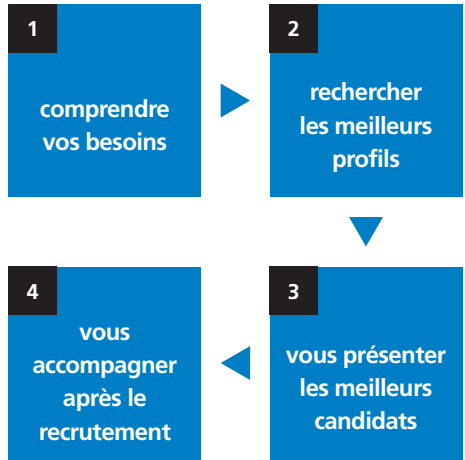 1
comprendre
vos besoins
2
rechercher
les meilleurs
profils
3
vous présenter
les meilleurs
candidats
4
vous
accompagner
après le
recrutement